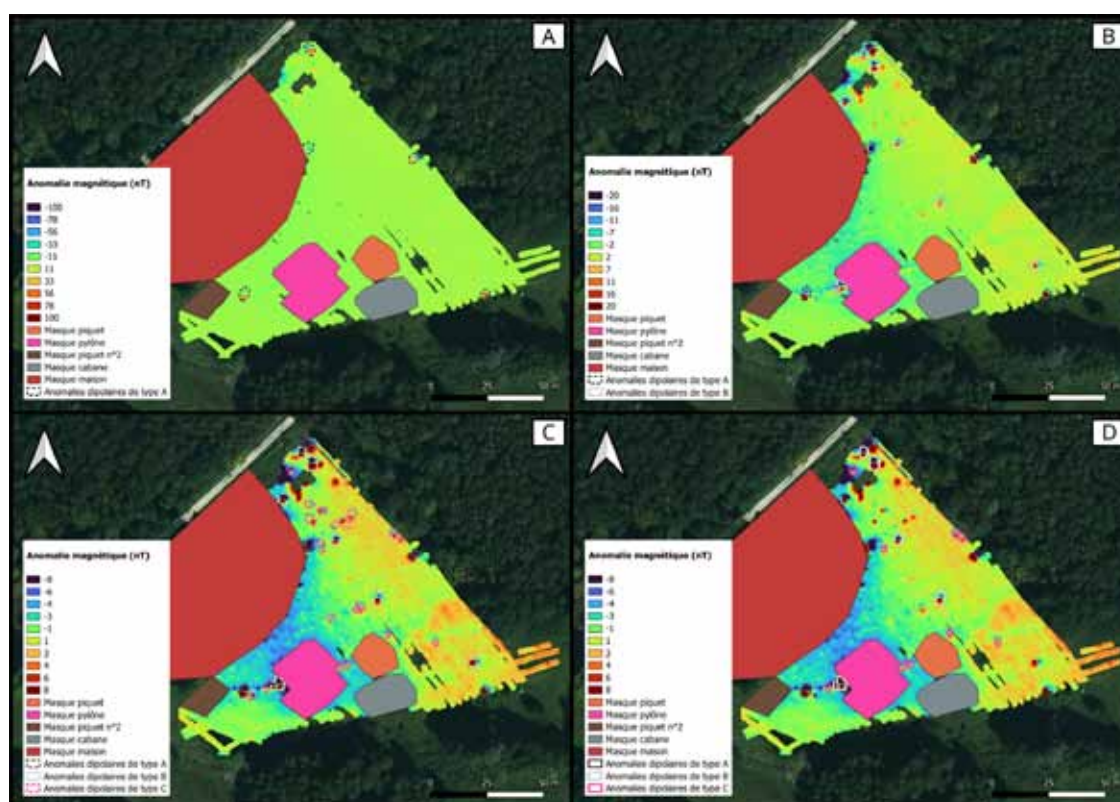 A
Anomalie magnétique (nT)
-100
-78
-56
-33
-11
11
33
56
78
100
Masque piquet
Masque pylône
Masque piquet n°2
Masque cabane
Masque maison
Anomalies dipolaires de type A
25
B
Anomalie magnétique (nT)
-20
-16
-11
-7
-2
2
7
11
16
20
Masque piquet
Masque pylône
Masque piquet n°2
Masque cabane
Masque maison
Anomalies dipolaires de type A
Anomalies dipolaires de type B
25
C
Anomalie magnétique (nT)
-8
-6
-4
-3
-1
1
2
4
6
8
Masque piquet
Masque pylône
Masque piquet n°2
Masque cabane
Masque maison
Anomalies dipolaires de type A
Anomalies dipolaires de type B
Anomalies dipolaires de type C
25
D
Anomalie magnétique (nT)
-8
-6
-4
-3
-1
1
2
4
6
8
Masque piquet
Masque pylône
Masque piquet n°2
Masque cabane
Masque maison
Anomalies dipolaires de type A
Anomalies dipolaires de type B
Anomalies dipolaires de type C
25